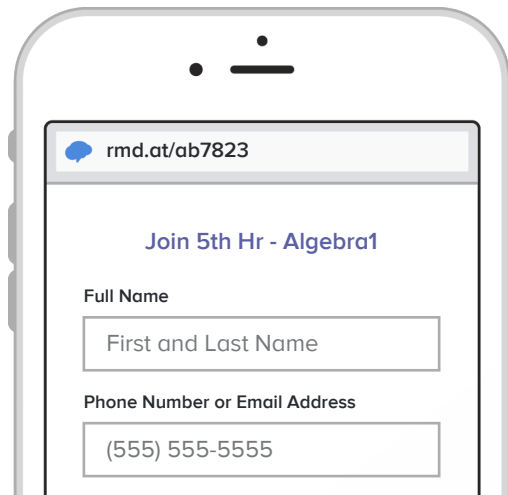 rmd.at/ab7823
Join 5th Hr - Algebra1
Full Name
First and Last Name
Phone Number or Email Address
(555) 555-5555